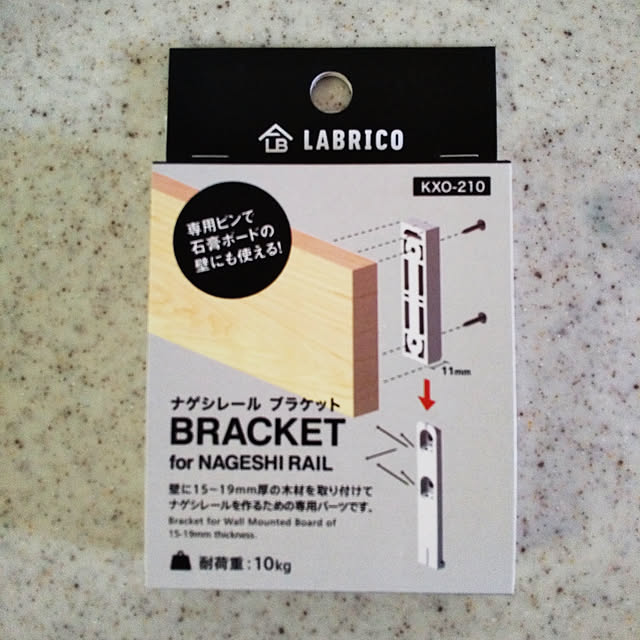 LABRICO
KXO-210
専用ピンで
石膏ボードの
壁にも使える!
11mm
ナゲシレール ブラケット
BRACKET
for NAGESHI RAIL
壁に15-19mm厚の木材を取り付けて
ナゲシレールを作るための専用パーツです。
Bracket for Wall Mounted Board of
15-19mm thickness.
耐荷重:10kg